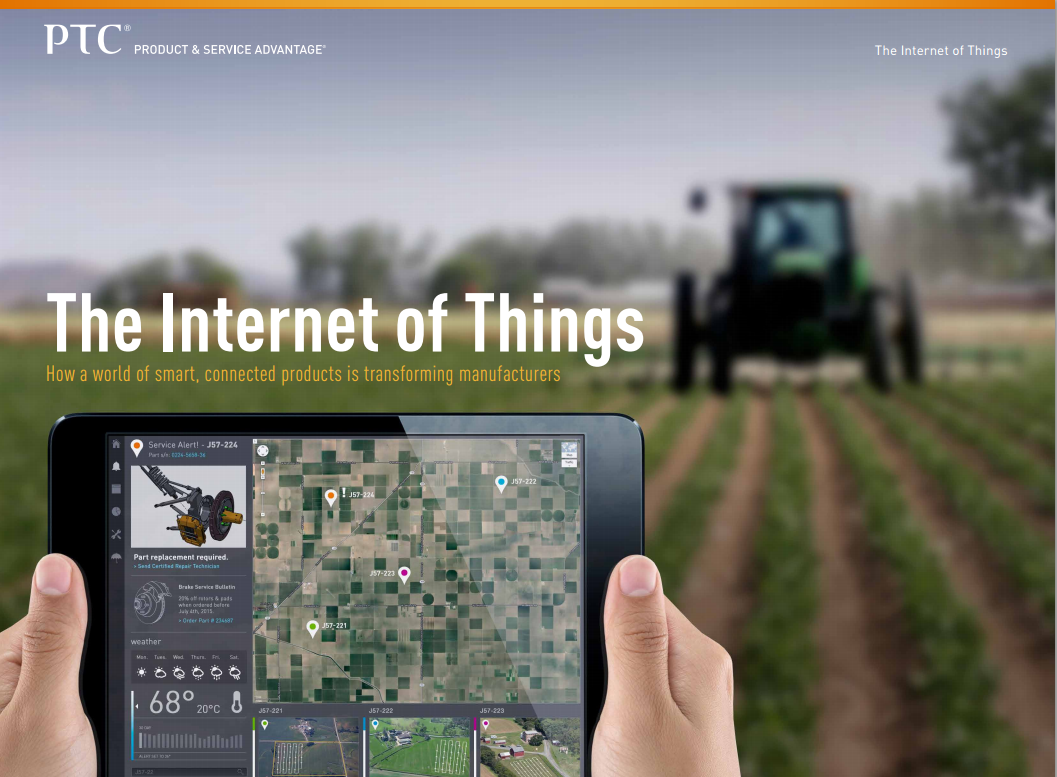 PTC®
PRODUCT & SERVICE ADVANTAGE®
The Internet of Things
The Internet of Things
How a world of smart, connected products is transforming manufacturers
Service Alert! - J57-224
Part s/n:
Part replacement required.
» Send Certified Repair Technician
Brake Service Bulletin
20% off rotors & pads
when ordered before
July 6th, 2015.
» Order Part # 234687
weather
Mon. Tues. Wed. Thurs. Fri. Sat.
68°
20°C
! J57-224
J57-222
J57-223
J57-221
J57-221
J57-222
J57-223